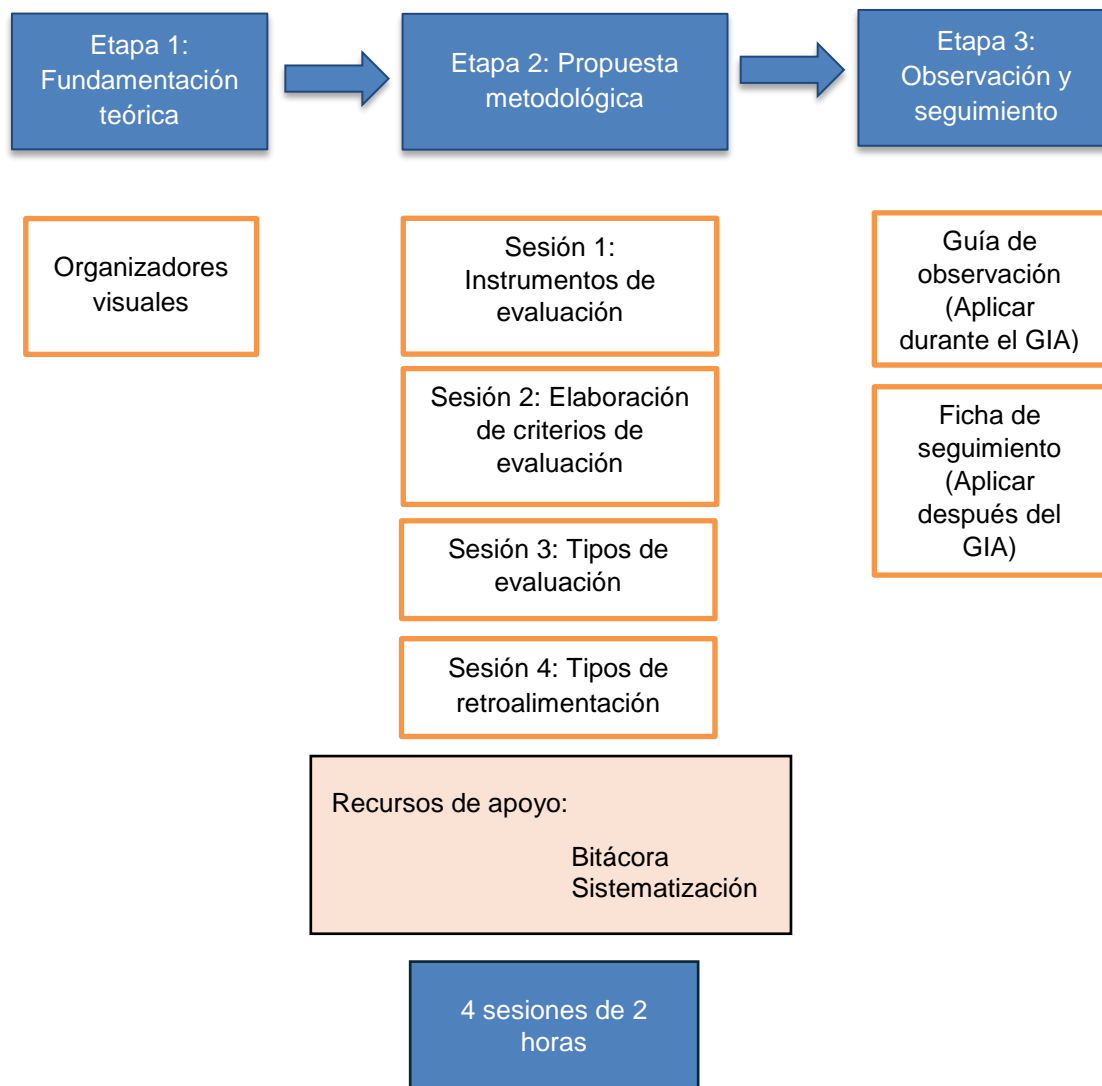 Etapa 1:
Fundamentación
teórica
Etapa 2: Propuesta
metodológica
Etapa 3:
Observación y
seguimiento
Organizadores
visuales
Sesión 1:
Instrumentos de
evaluación
Sesión 2: Elaboración
de criterios de
evaluación
Sesión 3: Tipos de
evaluación
Sesión 4: Tipos de
retroalimentación
Guía de
observación
(Aplicar
durante el GIA)
Ficha de
seguimiento
(Aplicar
después del
GIA)
Recursos de apoyo:
Bitácora
Sistematización
4 sesiones de 2
horas